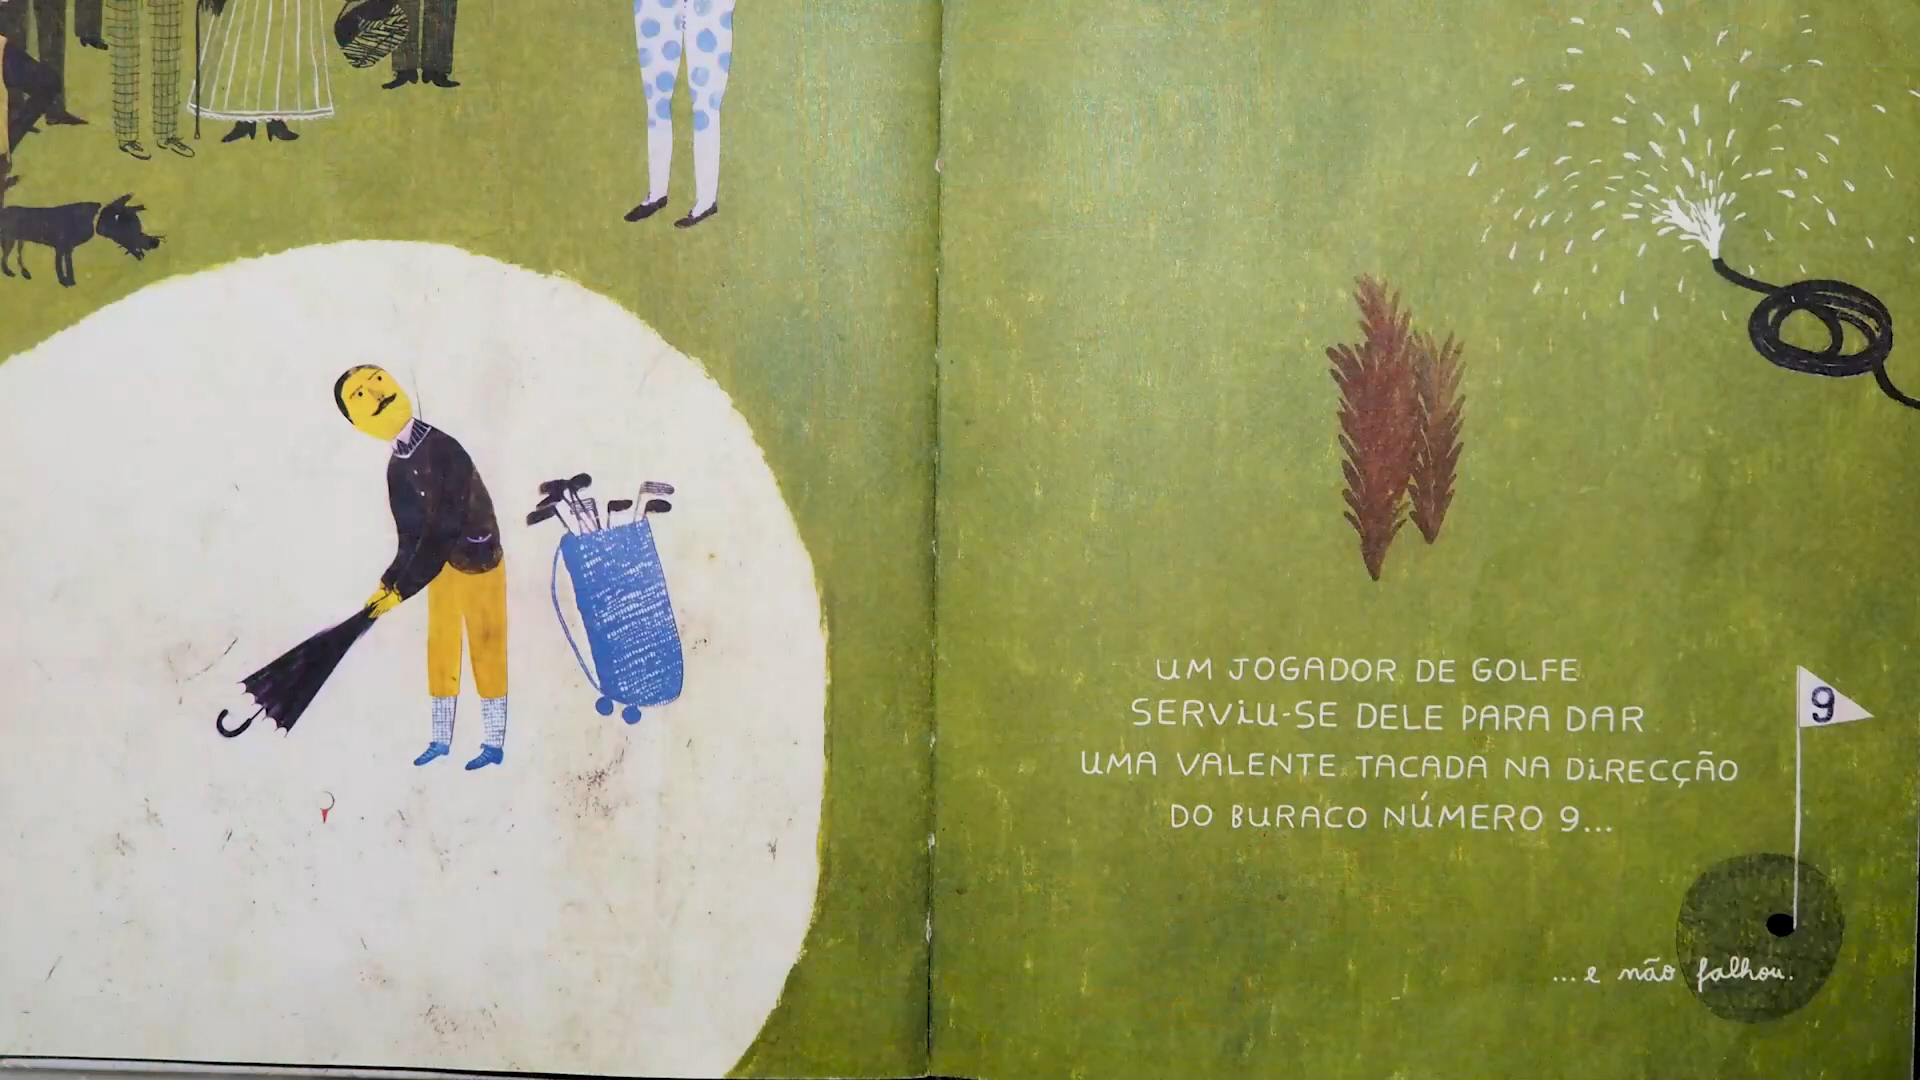 UM JOGADOR DE GOLFE
SERVIU-SE DELE PARA DAR
UMA VALENTE TACADA NA DIRECÇÃO
DO BURACO NÚMERO 9...
9
...e não falhou.